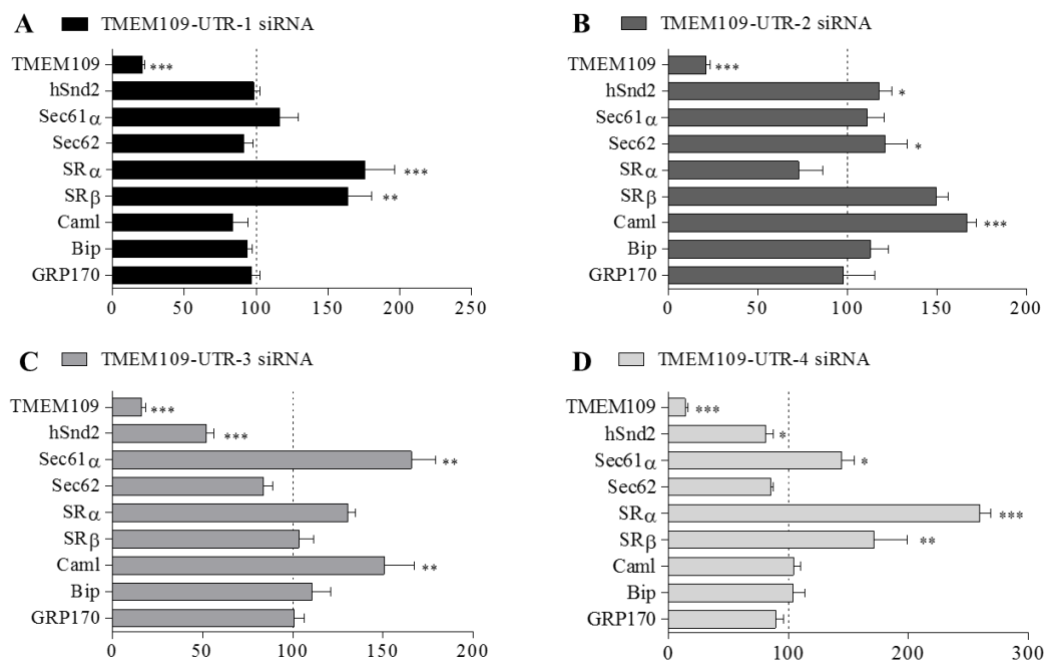 A TMEM109-UTR-1 siRNA
TMEM109 ***
hSnd2
Sec61α
Sec62
SRα ***
SRβ **
Caml
Bip
GRP170
0 50 100 150 200 250
B TMEM109-UTR-2 siRNA
TMEM109 ***
hSnd2 *
Sec61α
Sec62 *
SRα
SRβ
Caml ***
Bip
GRP170
0 50 100 150 200
C TMEM109-UTR-3 siRNA
TMEM109 ***
hSnd2 ***
Sec61α **
Sec62
SRα
SRβ
Caml **
Bip
GRP170
0 50 100 150 200
D TMEM109-UTR-4 siRNA
TMEM109 ***
hSnd2 *
Sec61α *
Sec62
SRα ***
SRβ **
Caml
Bip
GRP170
0 100 200 300